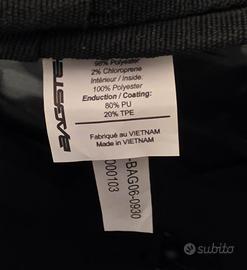 BAGSTER
98% Polyester
2% Chloroprene
Intérieur / Inside:
100% Polyester
Enduction / Coating:
80% PU
20% TPE
Fabriqué au VIETNAM
Made in VIETNAM
-BAG06-0930
000103
subito